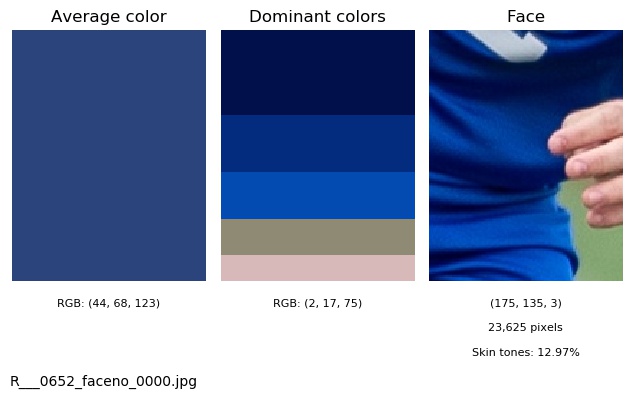 Average color
Dominant colors
Face
RGB: (44, 68, 123)
RGB: (2, 17, 75)
(175, 135, 3)
23,625 pixels
Skin tones: 12.97%
R___0652_faceno_0000.jpg